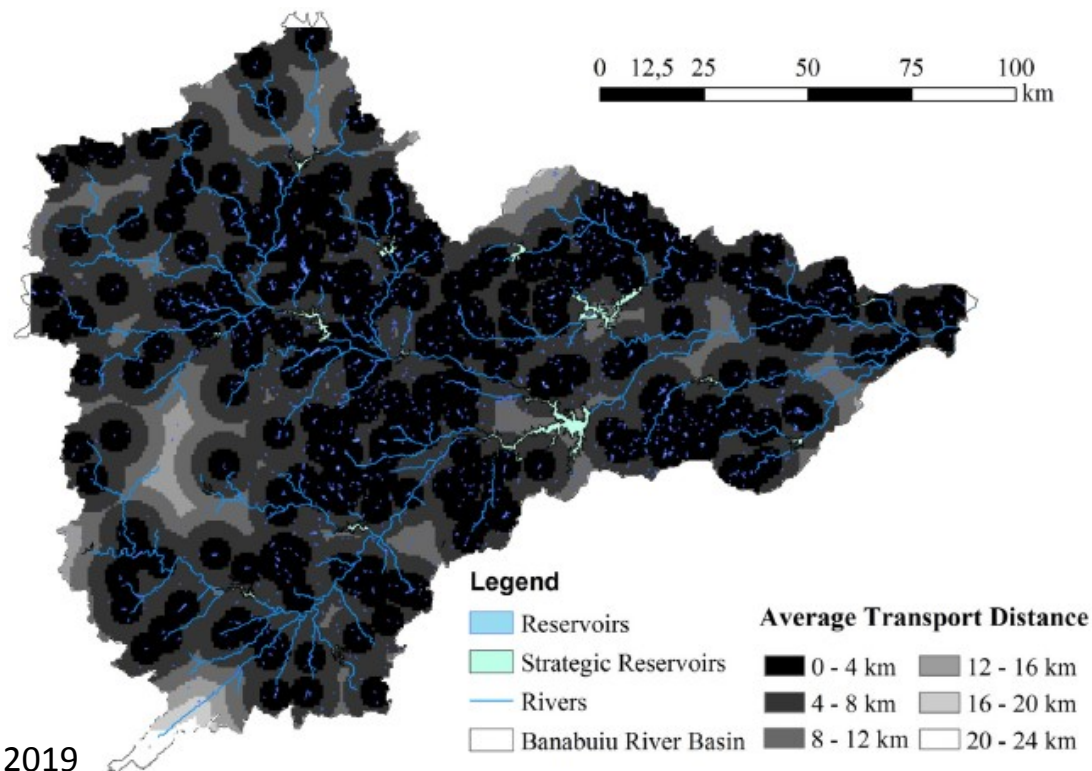 0 12,5 25 50 75 100
km
Legend
Reservoirs
Strategic Reservoirs
Rivers
Banabuiu River Basin
Average Transport Distance
0 - 4 km
4 - 8 km
8 - 12 km
12 - 16 km
16 - 20 km
20 - 24 km
2019